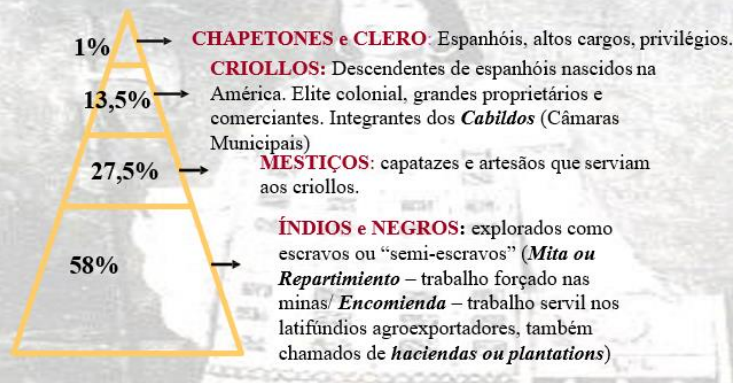 1%
CHAPETONES e CLERO: Espanhóis, altos cargos, privilégios.
13,5%
CRIOLLOS: Descendentes de espanhóis nascidos na
América. Elite colonial, grandes proprietários e
comerciantes. Integrantes dos Cabildos (Câmaras
Municipais)
27,5%
MESTIÇOS: capatazes e artesãos que serviam
aos criollos.
58%
ÍNDIOS e NEGROS: explorados como
escravos ou “semi-escravos” (Mita ou
Repartimiento – trabalho forçado nas
minas/ Encomienda – trabalho servil nos
latifúndios agroexportadores, também
chamados de haciendas ou plantations)